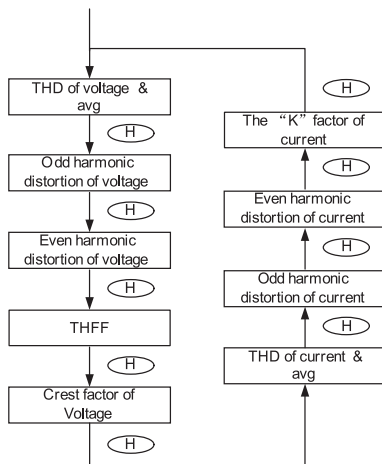 THD of voltage &
avg
H
Odd harmonic
distortion of voltage
H
Even harmonic
distortion of voltage
H
THFF
H
Crest factor of
Voltage
H
H
The “K” factor of
current
H
Even harmonic
distortion of current
H
Odd harmonic
distortion of current
H
THD of current &
avg